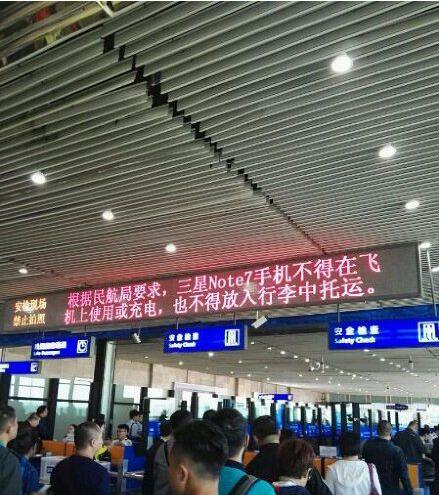 安检现场
禁止拍照
根据民航局要求，三星Note7手机不得在飞
机上使用或充电，也不得放入行李中托运。
安全检查
Safety Check
安全检查
Safety Check
Late Passengers